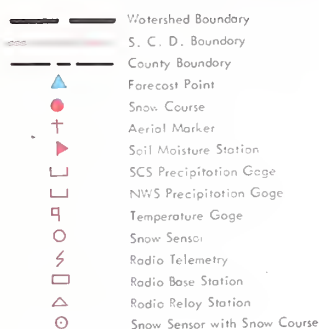 Watershed Boundary
S. C. D. Boundary
County Boundary
Forecast Point
Snow Course
Aerial Marker
Soil Moisture Station
SCS Precipitation Gage
NWS Precipitation Gage
Temperature Gage
Snow Sensor
Radio Telemetry
Radio Base Station
Radio Relay Station
Snow Sensor with Snow Course